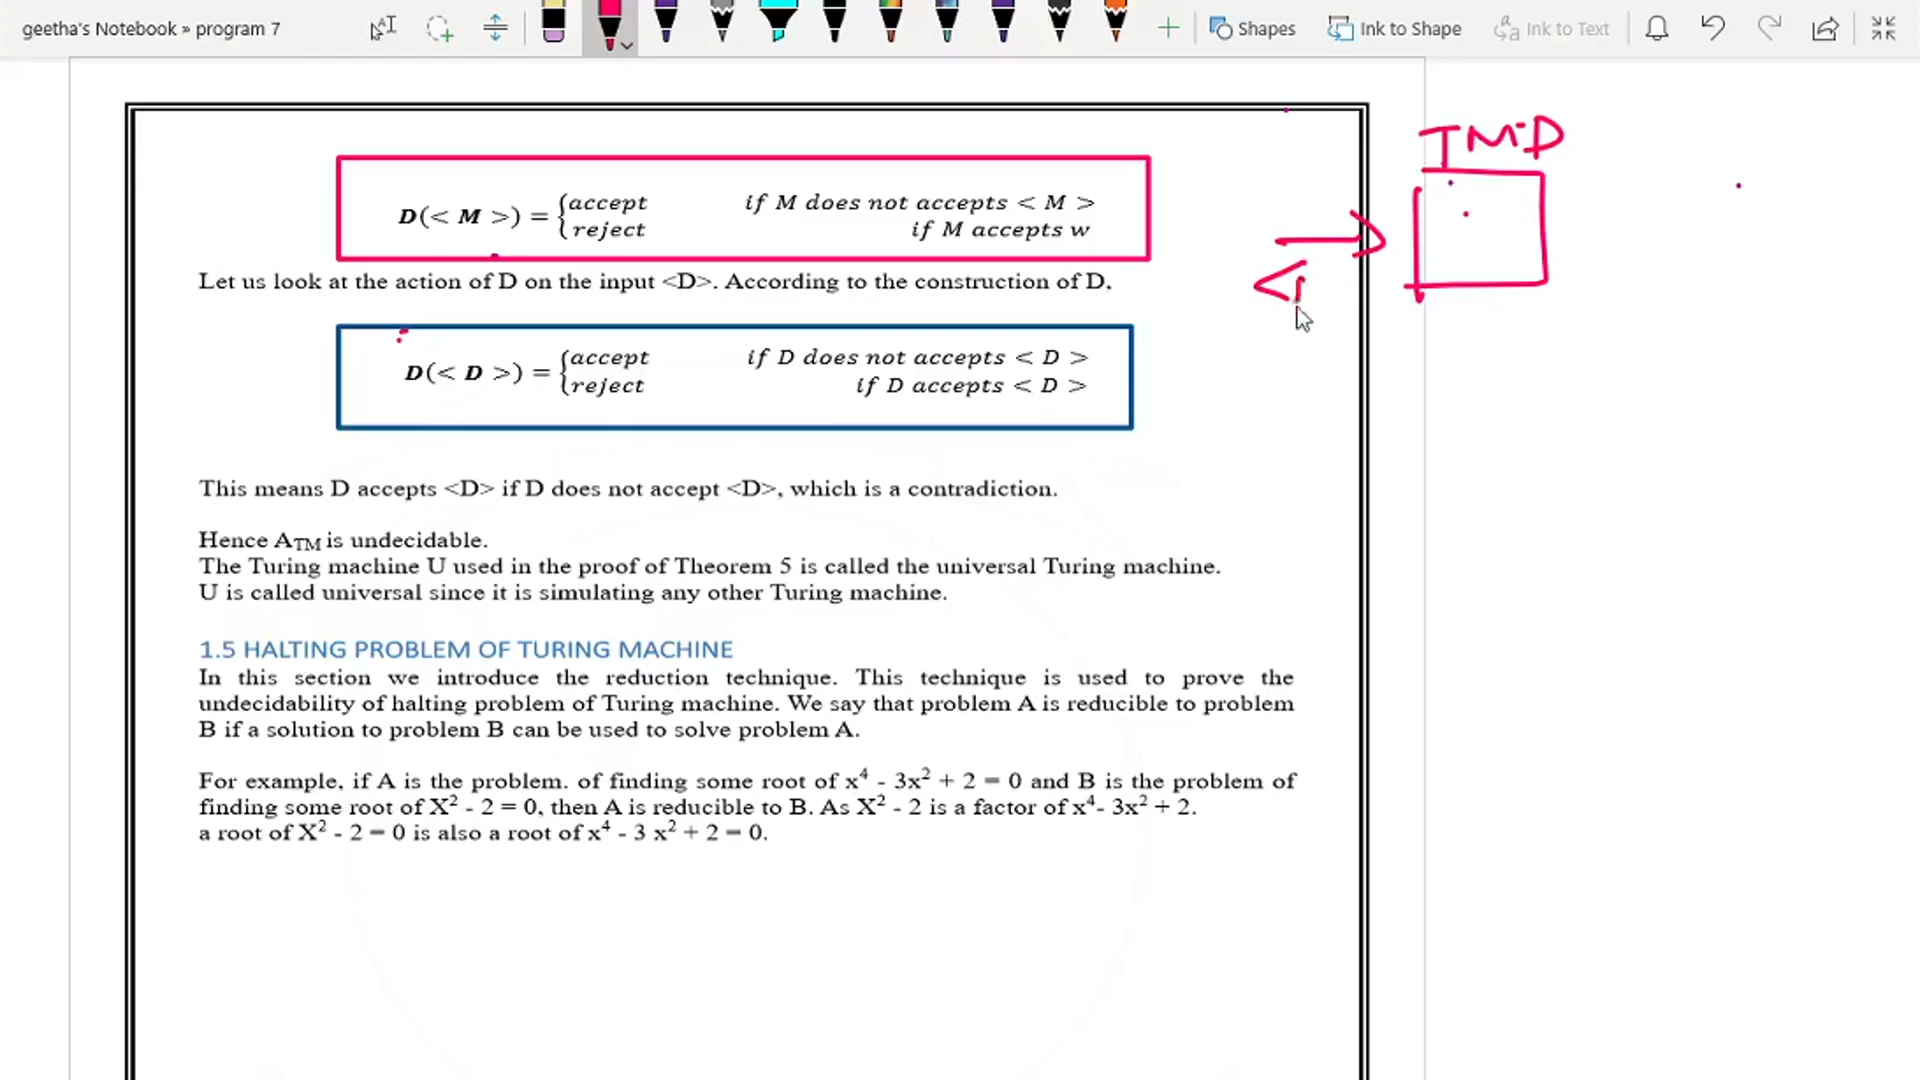 geetha's Notebook » program 7
Shapes Ink to Shape Ink to Text
TM-D
D(< M >) = {accept if M does not accepts < M >
reject if M accepts w
Let us look at the action of D on the input <D>. According to the construction of D,
D(< D >) = {accept if D does not accepts < D >
reject if D accepts < D >
This means D accepts <D> if D does not accept <D>, which is a contradiction.
Hence ATM is undecidable.
The Turing machine U used in the proof of Theorem 5 is called the universal Turing machine.
U is called universal since it is simulating any other Turing machine.
1.5 HALTING PROBLEM OF TURING MACHINE
In this section we introduce the reduction technique. This technique is used to prove the
undecidability of halting problem of Turing machine. We say that problem A is reducible to problem
B if a solution to problem B can be used to solve problem A.
For example, if A is the problem. of finding some root of x⁴ - 3x² + 2 = 0 and B is the problem of
finding some root of X² - 2 = 0, then A is reducible to B. As X² - 2 is a factor of x⁴- 3x² + 2.
a root of X² - 2 = 0 is also a root of x⁴ - 3 x² + 2 = 0.